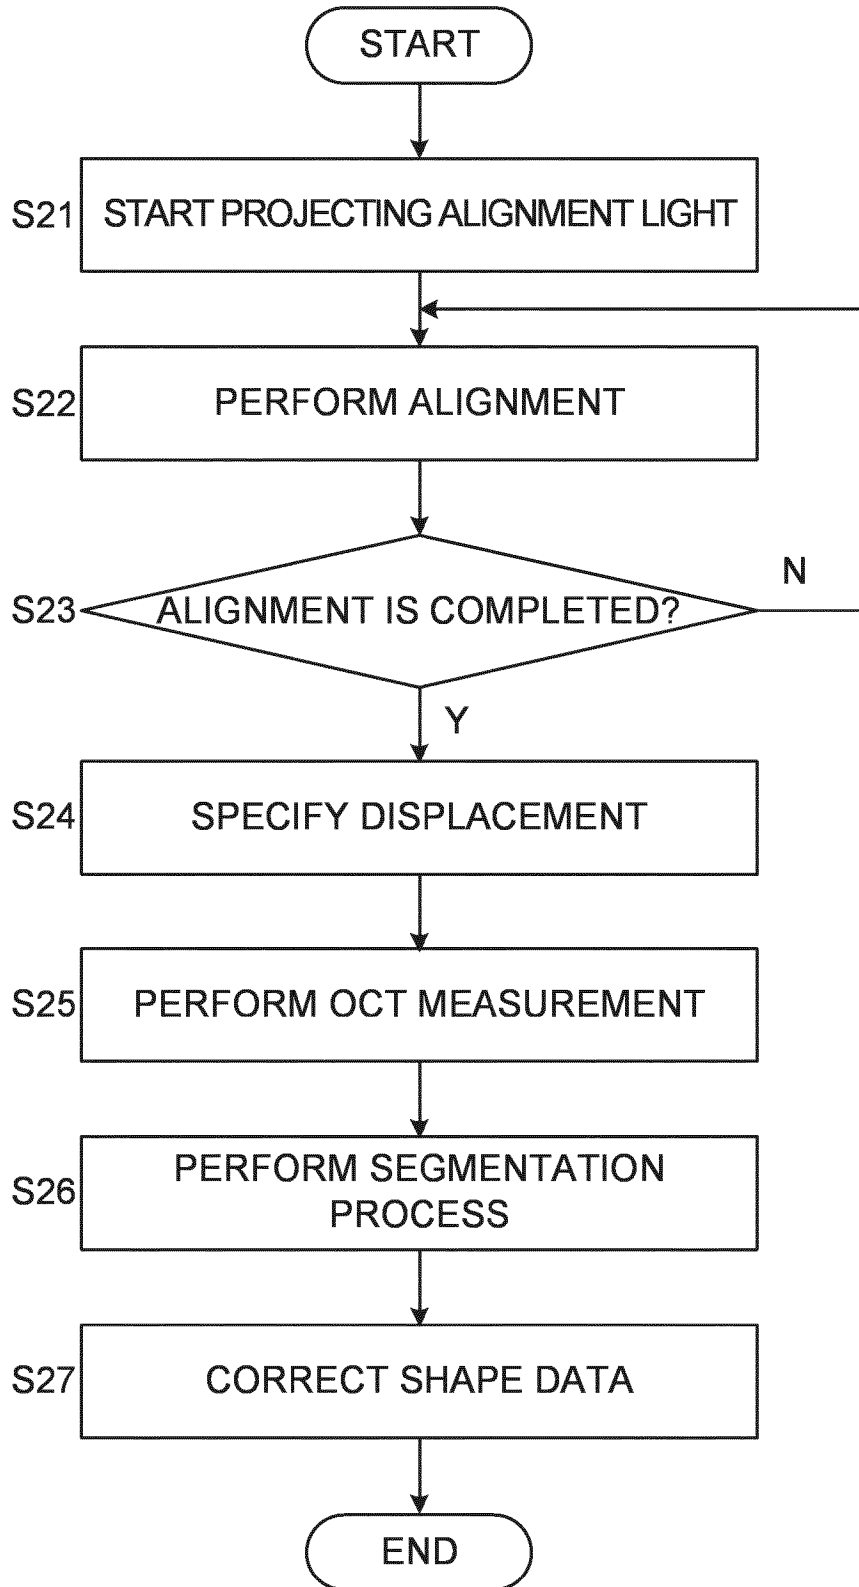 START
S21 START PROJECTING ALIGNMENT LIGHT
S22 PERFORM ALIGNMENT
S23 ALIGNMENT IS COMPLETED?
N
Y
S24 SPECIFY DISPLACEMENT
S25 PERFORM OCT MEASUREMENT
S26 PERFORM SEGMENTATION
PROCESS
S27 CORRECT SHAPE DATA
END